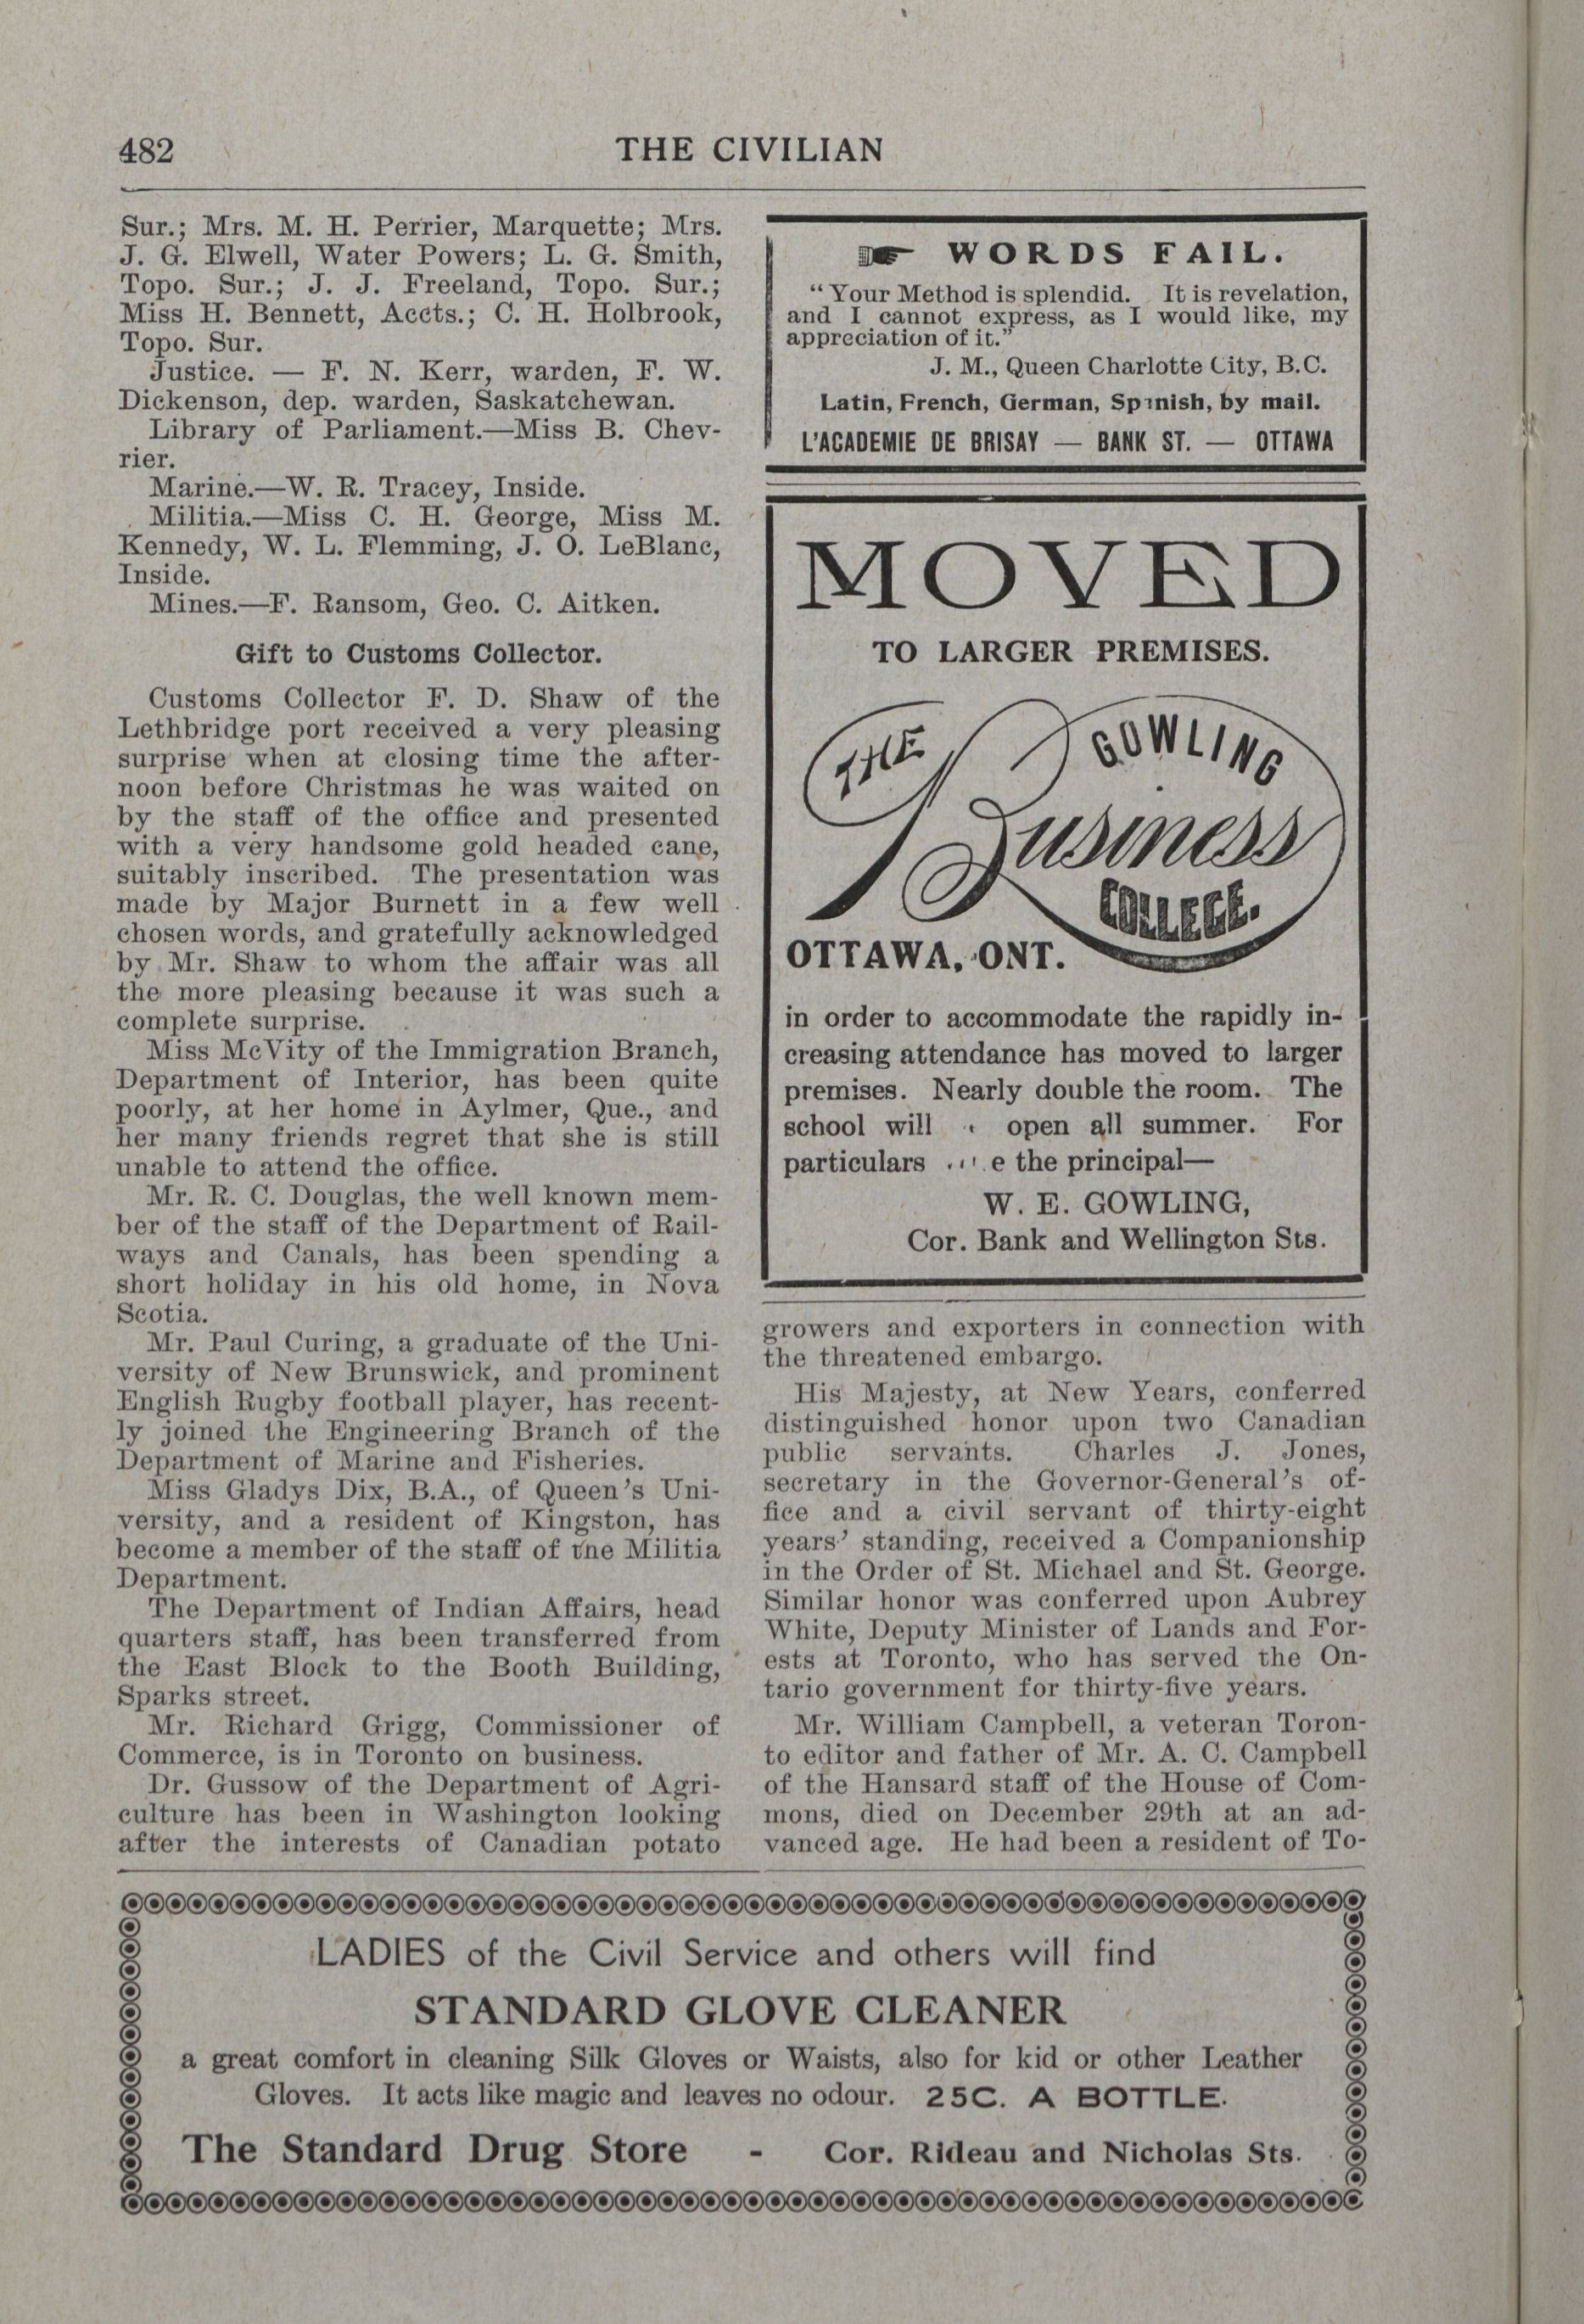 482
THE CIVILIAN
Sur.; Mrs. M. H. Perrier, Marquette; Mrs.
J. G. Elwell, Water Powers; L. G. Smith,
Topo. Sur.; J. J. Freeland, Topo. Sur.;
Miss H. Bennett, Accts.; C. H. Holbrook,
Topo. Sur.
Justice. — F. N. Kerr, warden, F. W.
Dickenson, dep. warden, Saskatchewan.
Library of Parliament.—Miss B. Chev-
rier.
Marine.—W. R. Tracey, Inside.
Militia.—Miss C. H. George, Miss M.
Kennedy, W. L. Flemming, J. O. LeBlanc,
Inside.
Mines.—F. Ransom, Geo. C. Aitken.
Gift to Customs Collector.
Customs Collector F. D. Shaw of the
Lethbridge port received a very pleasing
surprise when at closing time the after-
noon before Christmas he was waited on
by the staff of the office and presented
with a very handsome gold headed cane,
suitably inscribed. The presentation was
made by Major Burnett in a few well
chosen words, and gratefully acknowledged
by Mr. Shaw to whom the affair was all
the more pleasing because it was such a
complete surprise.
Miss McVity of the Immigration Branch,
Department of Interior, has been quite
poorly, at her home in Aylmer, Que., and
her many friends regret that she is still
unable to attend the office.
Mr. R. C. Douglas, the well known mem-
ber of the staff of the Department of Rail-
ways and Canals, has been spending a
short holiday in his old home, in Nova
Scotia.
Mr. Paul Curing, a graduate of the Uni-
versity of New Brunswick, and prominent
English Rugby football player, has recent-
ly joined the Engineering Branch of the
Department of Marine and Fisheries.
Miss Gladys Dix, B.A., of Queen's Uni-
versity, and a resident of Kingston, has
become a member of the staff of the Militia
Department.
The Department of Indian Affairs, head
quarters staff, has been transferred from
the East Block to the Booth Building,
Sparks street.
Mr. Richard Grigg, Commissioner of
Commerce, is in Toronto on business.
Dr. Gussow of the Department of Agri-
culture has been in Washington looking
after the interests of Canadian potato
WORDS FAIL.
"Your Method is splendid. It is revelation,
and I cannot express, as I would like, my
appreciation of it."
J. M., Queen Charlotte City, B.C.
Latin, French, German, Spanish, by mail.
L'ACADEMIE DE BRISAY — BANK ST. — OTTAWA
MOVED
TO LARGER PREMISES.
THE
GOWLING
Business
COLLEGE.
OTTAWA, ONT.
in order to accommodate the rapidly in-
creasing attendance has moved to larger
premises. Nearly double the room. The
school will open all summer. For
particulars the principal—
W. E. GOWLING,
Cor. Bank and Wellington Sts.
growers and exporters in connection with
the threatened embargo.
His Majesty, at New Years, conferred
distinguished honor upon two Canadian
public servants. Charles J. Jones,
secretary in the Governor-General's of-
fice and a civil servant of thirty-eight
years' standing, received a Companionship
in the Order of St. Michael and St. George.
Similar honor was conferred upon Aubrey
White, Deputy Minister of Lands and For-
ests at Toronto, who has served the On-
tario government for thirty-five years.
Mr. William Campbell, a veteran Toron-
to editor and father of Mr. A. C. Campbell
of the Hansard staff of the House of Com-
mons, died on December 29th at an ad-
vanced age. He had been a resident of To-
LADIES of the Civil Service and others will find
STANDARD GLOVE CLEANER
a great comfort in cleaning Silk Gloves or Waists, also for kid or other Leather
Gloves. It acts like magic and leaves no odour. 25C. A BOTTLE.
The Standard Drug Store - Cor. Rideau and Nicholas Sts.